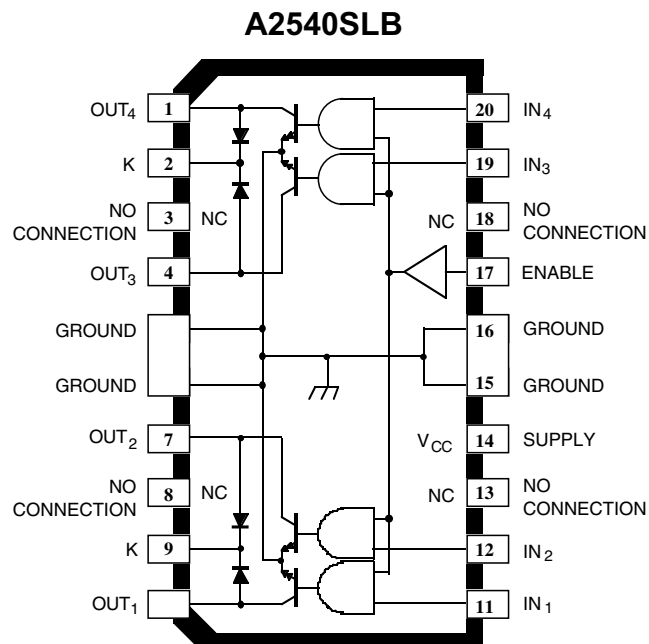 A2540SLB
OUT4 1 20 IN4
K 2 19 IN3
NO CONNECTION 3 NC NC 18 NO CONNECTION
OUT3 4 17 ENABLE
GROUND 16 GROUND
GROUND 15 GROUND
OUT2 7 VCC 14 SUPPLY
NO CONNECTION 8 NC NC 13 NO CONNECTION
K 9 12 IN2
OUT1 11 IN1